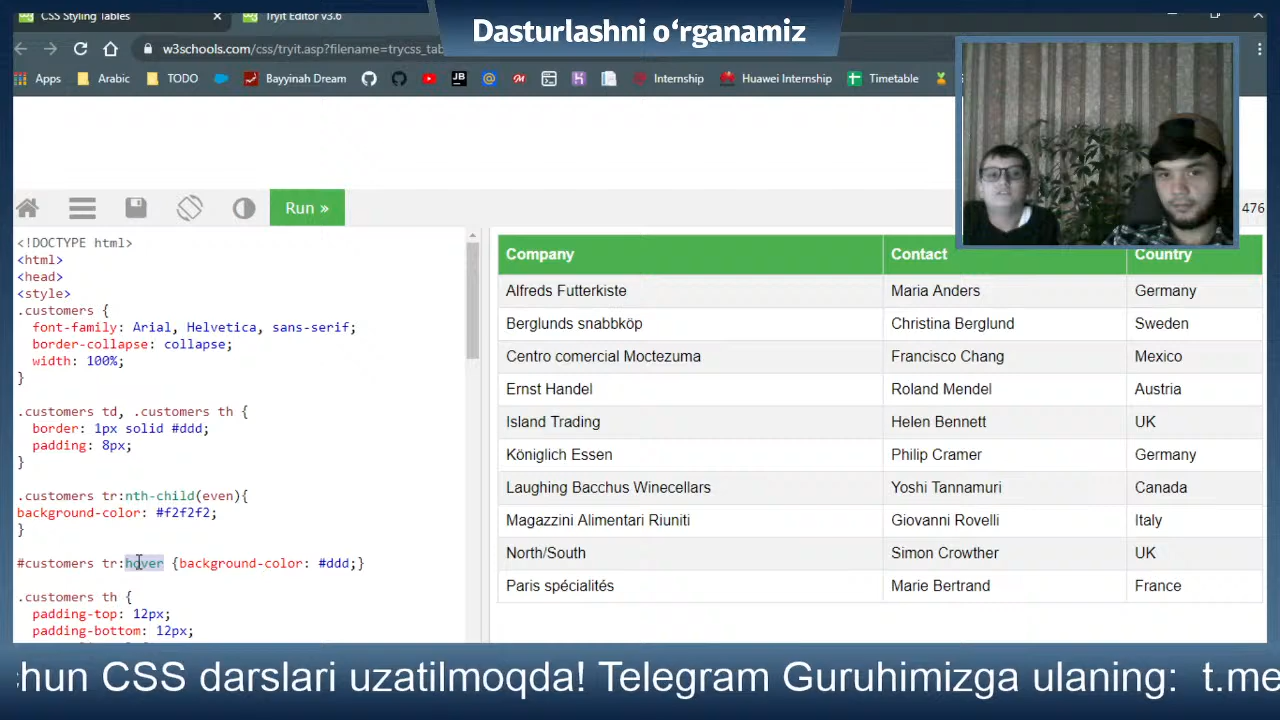 CSS Styling Tables
Tryit Editor v3.6
Dasturlashni o‘rganamiz
w3schools.com/css/tryit.asp?filename=trycss_tab
Apps Arabic TODO Bayyinah Dream Internship Huawei Internship Timetable
Run »
476
<!DOCTYPE html>
<html>
<head>
<style>
.customers {
font-family: Arial, Helvetica, sans-serif;
border-collapse: collapse;
width: 100%;
}
.customers td, .customers th {
border: 1px solid #ddd;
padding: 8px;
}
.customers tr:nth-child(even){
background-color: #f2f2f2;
}
#customers tr:hover {background-color: #ddd;}
.customers th {
padding-top: 12px;
padding-bottom: 12px;
Company Contact Country
Alfreds Futterkiste Maria Anders Germany
Berglunds snabbköp Christina Berglund Sweden
Centro comercial Moctezuma Francisco Chang Mexico
Ernst Handel Roland Mendel Austria
Island Trading Helen Bennett UK
Königlich Essen Philip Cramer Germany
Laughing Bacchus Winecellars Yoshi Tannamuri Canada
Magazzini Alimentari Riuniti Giovanni Rovelli Italy
North/South Simon Crowther UK
Paris spécialités Marie Bertrand France
chun CSS darslari uzatilmoqda! Telegram Guruhimizga ulaning: t.me